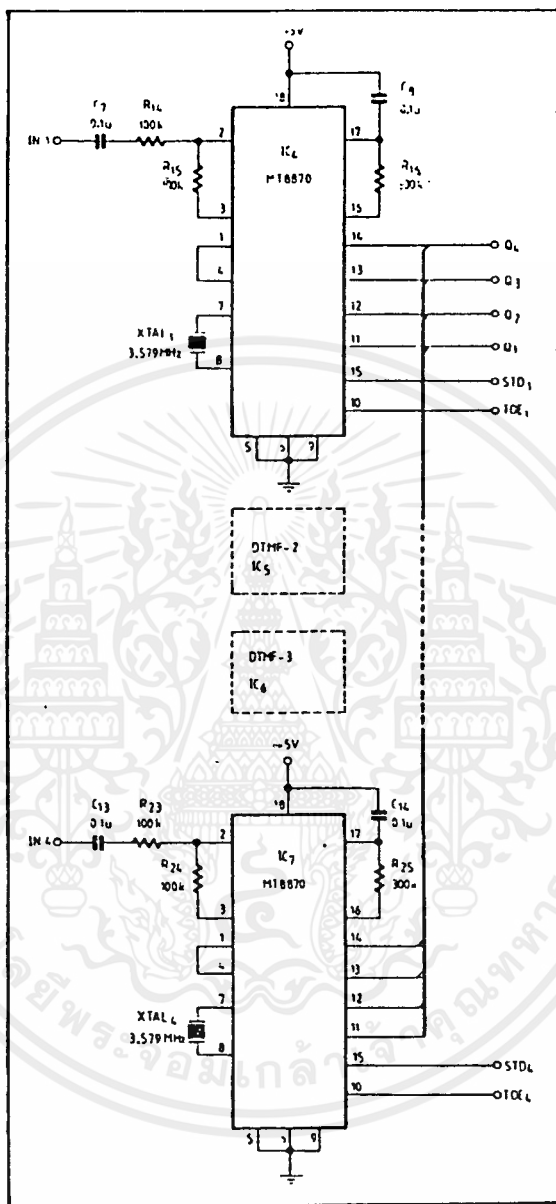 +5V
18
C9
0.1u
C7
0.1u
R14
100k
IN 1
2
17
IC4
MT8870
R15
R16
3
15
1
14
Q4
4
13
Q3
12
Q2
7
XTAL1
3.579MHz
11
Q1
8
15
STD1
10
TOE1
5
7
DTMF-2
IC5
DTMF-3
IC6
5V
18
C13
0.1u
R23
100k
C14
0.1u
IN 4
2
17
IC7
MT8870
R24
100k
R25
3
16
1
14
4
13
12
7
XTAL4
3.579MHz
11
8
15
STD4
10
TOE4
5
9